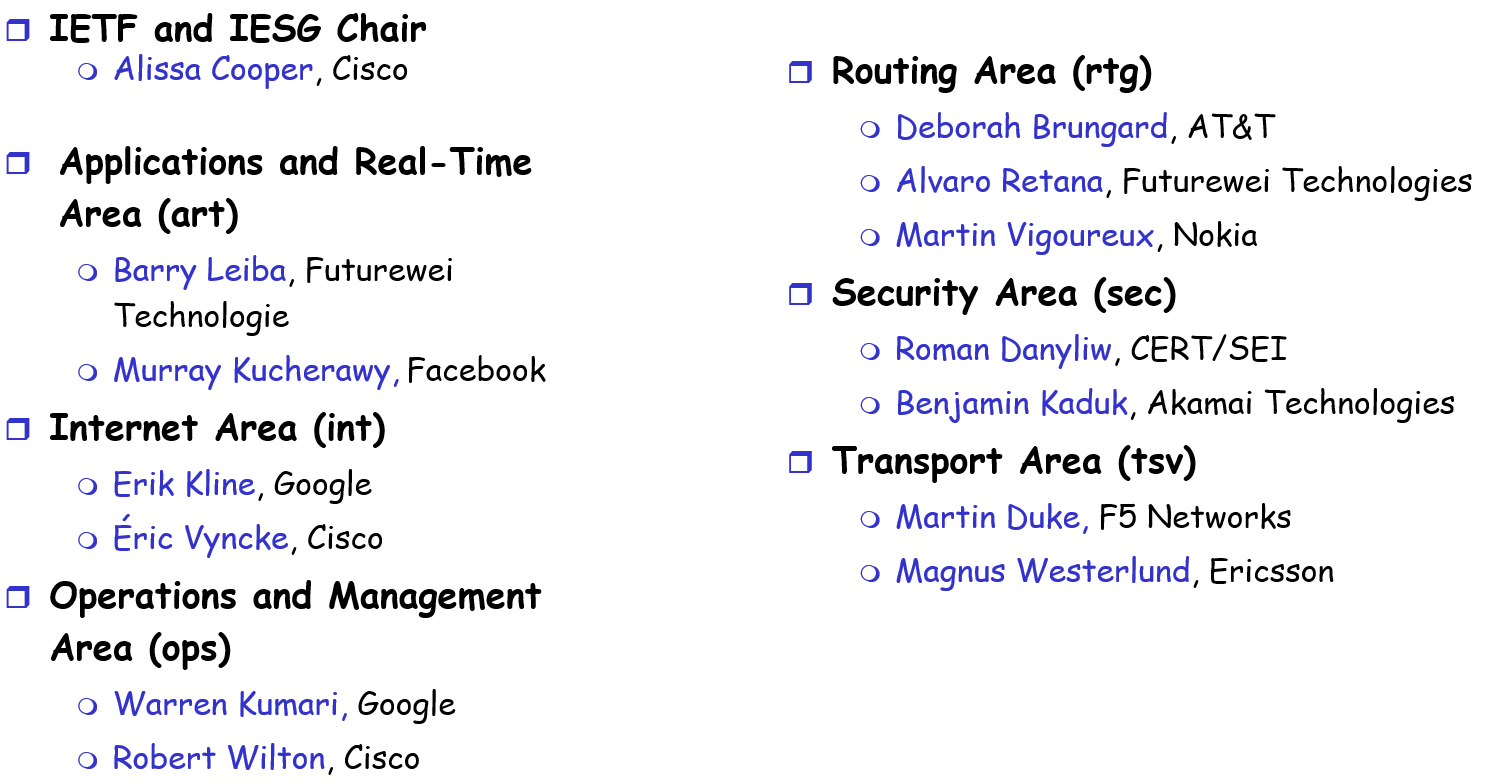 IETF and IESG Chair
Alissa Cooper, Cisco
Applications and Real-Time
Area (art)
Barry Leiba, Futurewei
Technologie
Murray Kucherawy, Facebook
Internet Area (int)
Erik Kline, Google
Éric Vyncke, Cisco
Operations and Management
Area (ops)
Warren Kumari, Google
Robert Wilton, Cisco
Routing Area (rtg)
Deborah Brungard, AT&T
Alvaro Retana, Futurewei Technologies
Martin Vigoureux, Nokia
Security Area (sec)
Roman Danyliw, CERT/SEI
Benjamin Kaduk, Akamai Technologies
Transport Area (tsv)
Martin Duke, F5 Networks
Magnus Westerlund, Ericsson